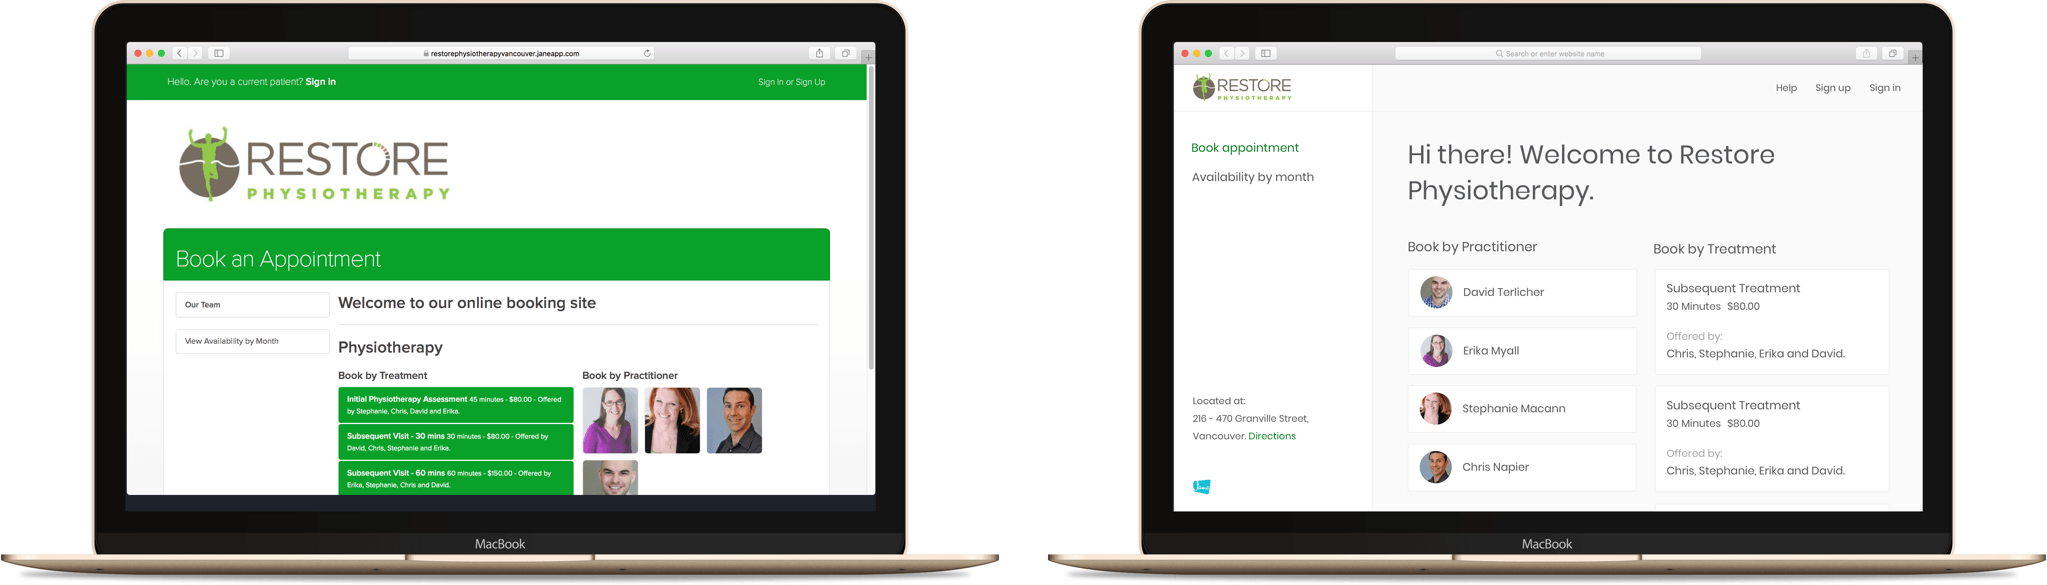 restorephysiotherapyvancouver.janeapp.com
Hello. Are you a current patient? Sign in
Sign In or Sign Up
RESTORE
PHYSIOTHERAPY
Book an Appointment
Our Team
View Availability by Month
Welcome to our online booking site
Physiotherapy
Book by Treatment
Initial Physiotherapy Assessment 45 minutes - $80.00 - Offered
by Stephanie, Chris, David and Erika.
Subsequent Visit - 30 mins 30 minutes - $80.00 - Offered by
David, Chris, Stephanie and Erika.
Subsequent Visit - 60 mins 60 minutes - $150.00 - Offered by
Erika, Stephanie, Chris and David.
Book by Practitioner
MacBook
Search or enter website name
RESTORE
PHYSIOTHERAPY
Help
Sign up
Sign in
Book appointment
Availability by month
Located at:
216 - 470 Granville Street,
Vancouver. Directions
Hi there! Welcome to Restore
Physiotherapy.
Book by Practitioner
David Terlicher
Erika Myall
Stephanie Macann
Chris Napier
Book by Treatment
Subsequent Treatment
30 Minutes $80.00
Offered by:
Chris, Stephanie, Erika and David.
Subsequent Treatment
30 Minutes $80.00
Offered by:
Chris, Stephanie, Erika and David.
MacBook